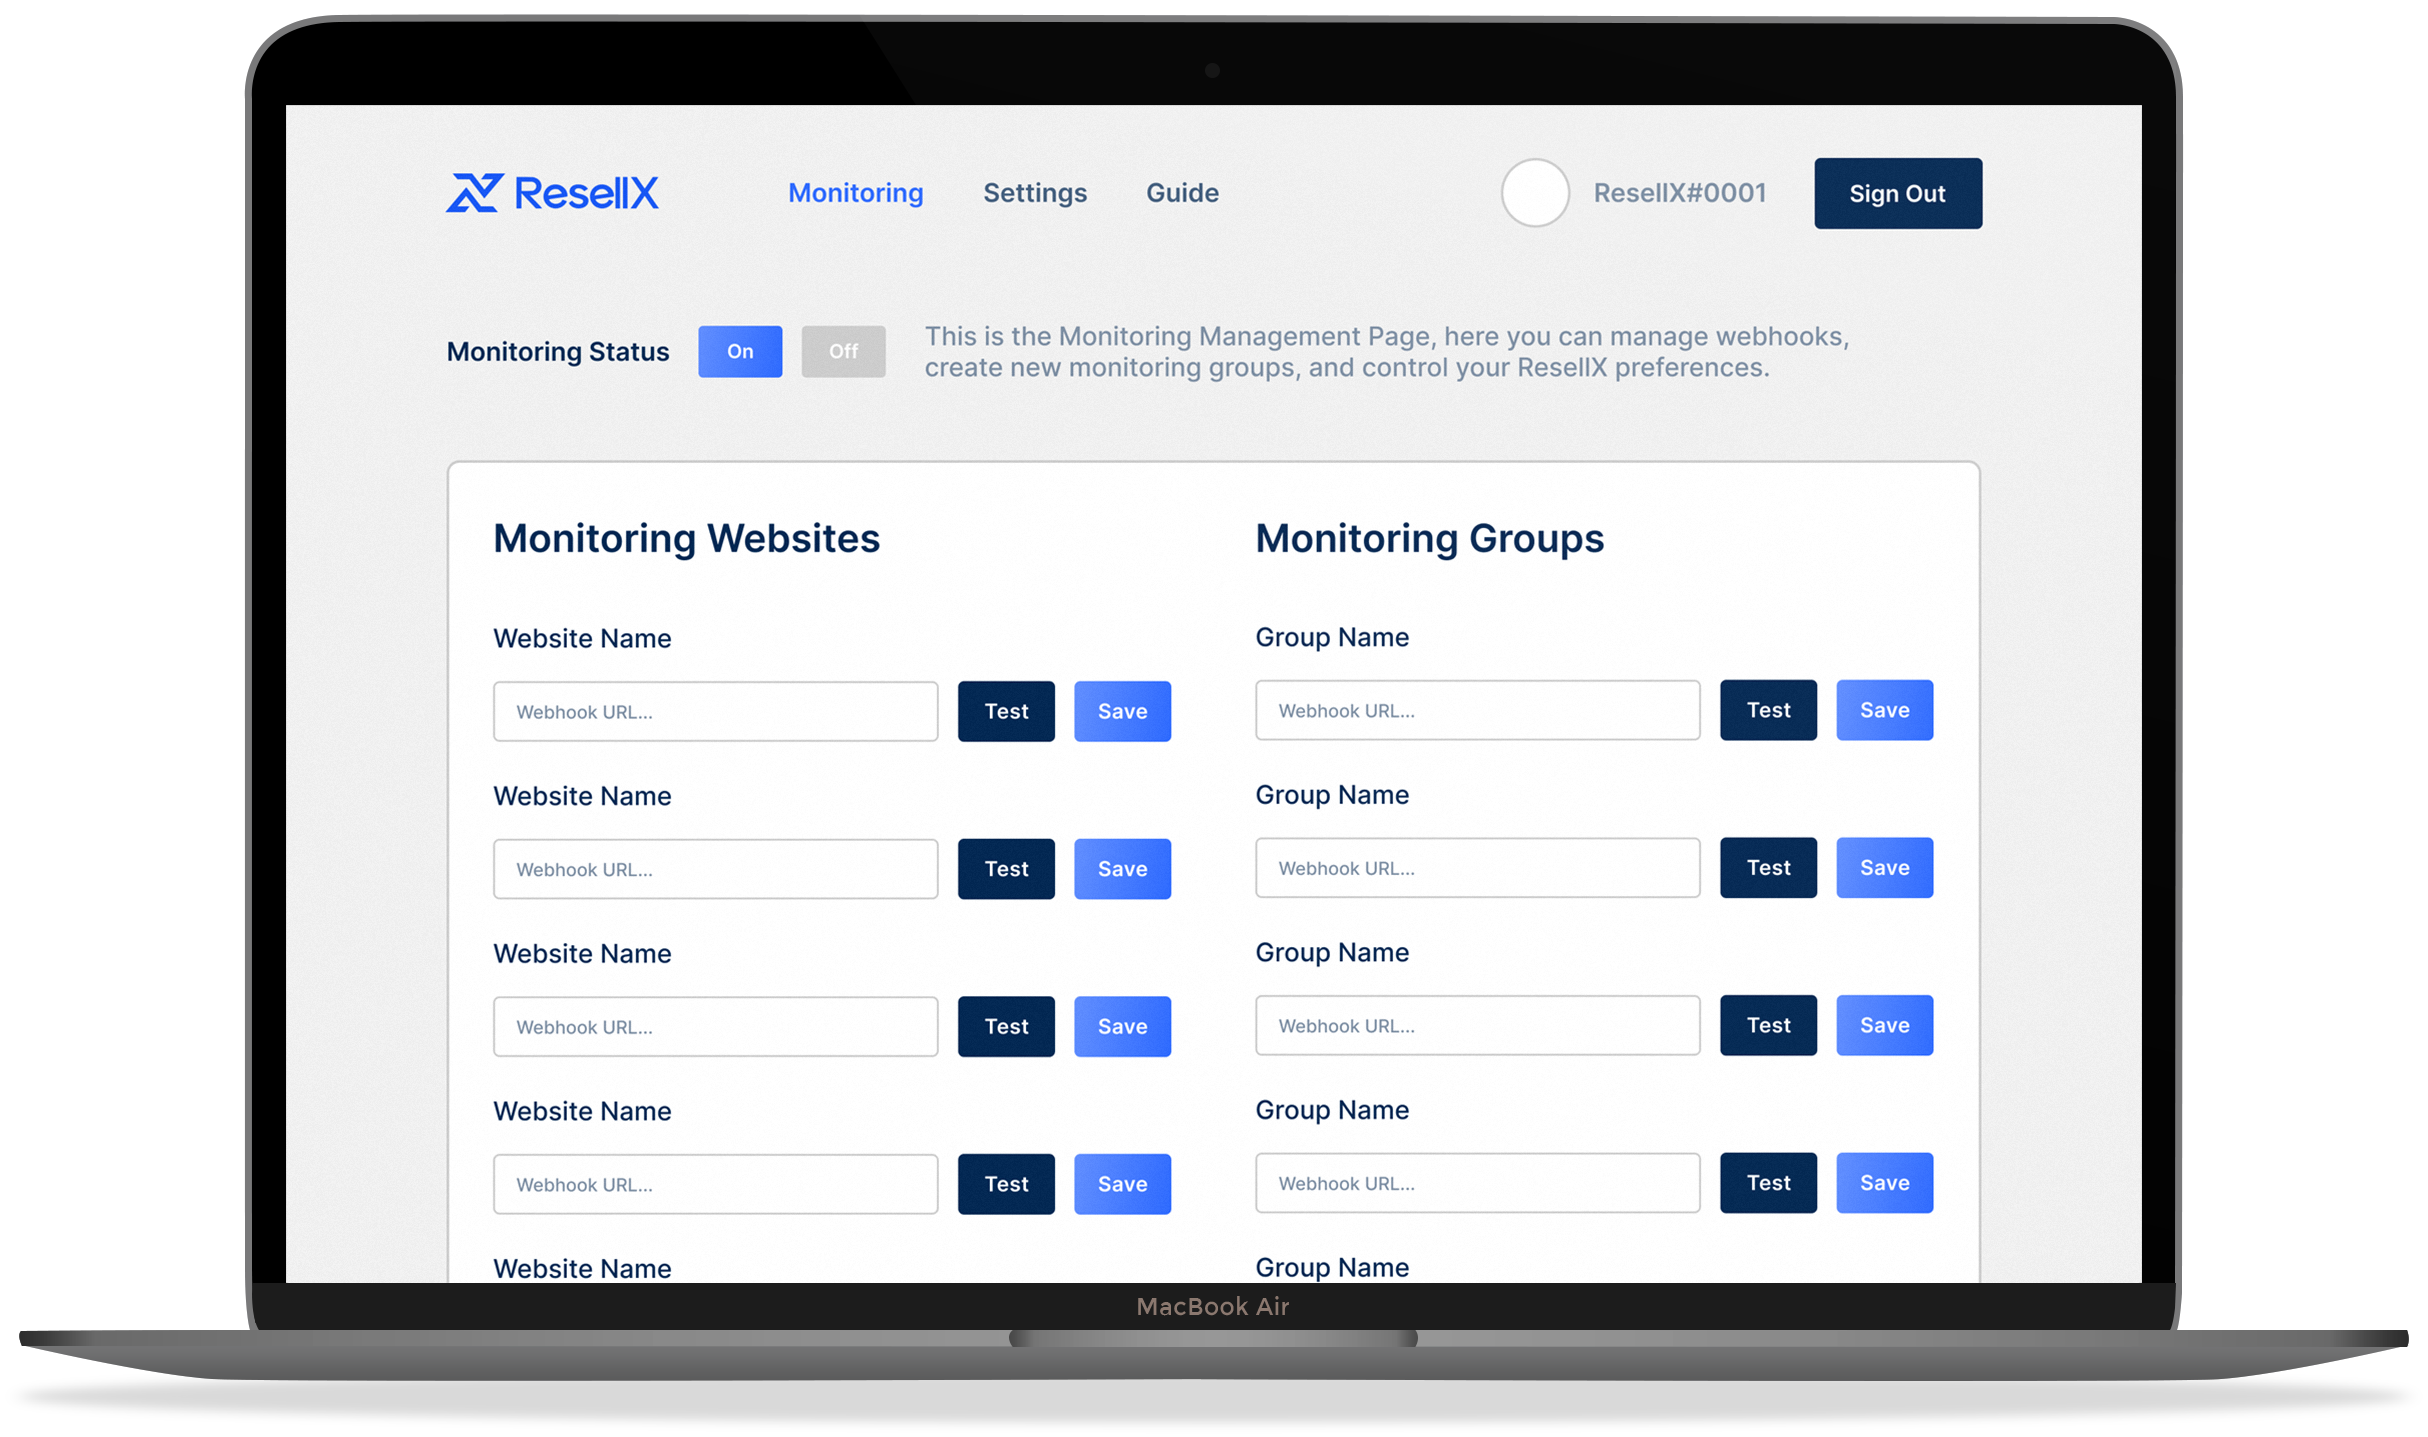 ResellX
Monitoring
Settings
Guide
ResellX#0001
Sign Out
Monitoring Status
On
Off
This is the Monitoring Management Page, here you can manage webhooks,
create new monitoring groups, and control your ResellX preferences.
Monitoring Websites
Website Name
Webhook URL...
Test
Save
Website Name
Webhook URL...
Test
Save
Website Name
Webhook URL...
Test
Save
Website Name
Webhook URL...
Test
Save
Website Name
Monitoring Groups
Group Name
Webhook URL...
Test
Save
Group Name
Webhook URL...
Test
Save
Group Name
Webhook URL...
Test
Save
Group Name
Webhook URL...
Test
Save
Group Name
MacBook Air